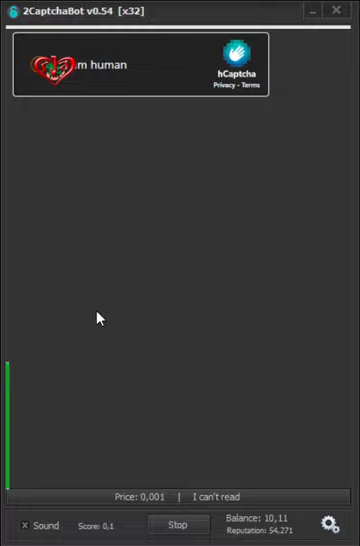 2CaptchaBot v0.54 [x32]
m human
hCaptcha
Privacy - Terms
Price: 0,001 | I can't read
Sound
Score: 0,1
Stop
Balance: 10,11
Reputation: 54,271